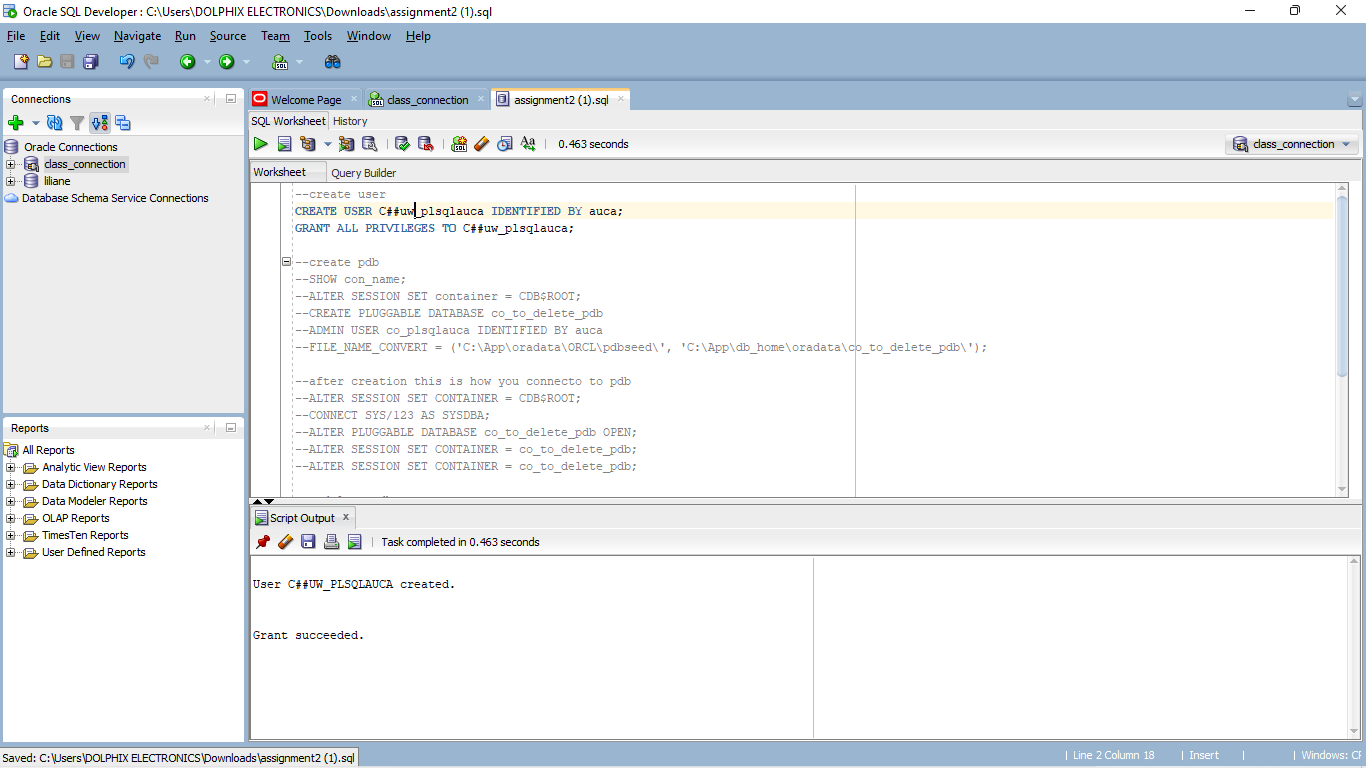 Oracle SQL Developer : C:\Users\DOLPHIX ELECTRONICS\Downloads\assignment2 (1).sql
File Edit View Navigate Run Source Team Tools Window Help
Connections
Oracle Connections
class_connection
liliane
Database Schema Service Connections
Reports
All Reports
Analytic View Reports
Data Dictionary Reports
Data Modeler Reports
OLAP Reports
TimesTen Reports
User Defined Reports
Welcome Page class_connection assignment2 (1).sql
SQL Worksheet History
0.463 seconds class_connection
Worksheet Query Builder
--create user
CREATE USER C##uw_plsqlauca IDENTIFIED BY auca;
GRANT ALL PRIVILEGES TO C##uw_plsqlauca;
--create pdb
--SHOW con_name;
--ALTER SESSION SET container = CDB$ROOT;
--CREATE PLUGGABLE DATABASE co_to_delete_pdb
--ADMIN USER co_plsqlauca IDENTIFIED BY auca
--FILE_NAME_CONVERT = ('C:\App\oradata\ORCL\pdbseed\', 'C:\App\db_home\oradata\co_to_delete_pdb\');
--after creation this is how you connecto to pdb
--ALTER SESSION SET CONTAINER = CDB$ROOT;
--CONNECT SYS/123 AS SYSDBA;
--ALTER PLUGGABLE DATABASE co_to_delete_pdb OPEN;
--ALTER SESSION SET CONTAINER = co_to_delete_pdb;
--ALTER SESSION SET CONTAINER = co_to_delete_pdb;
Script Output
Task completed in 0.463 seconds
User C##UW_PLSQLAUCA created.
Grant succeeded.
Saved: C:\Users\DOLPHIX ELECTRONICS\Downloads\assignment2 (1).sql
Line 2 Column 18 Insert Windows: CF